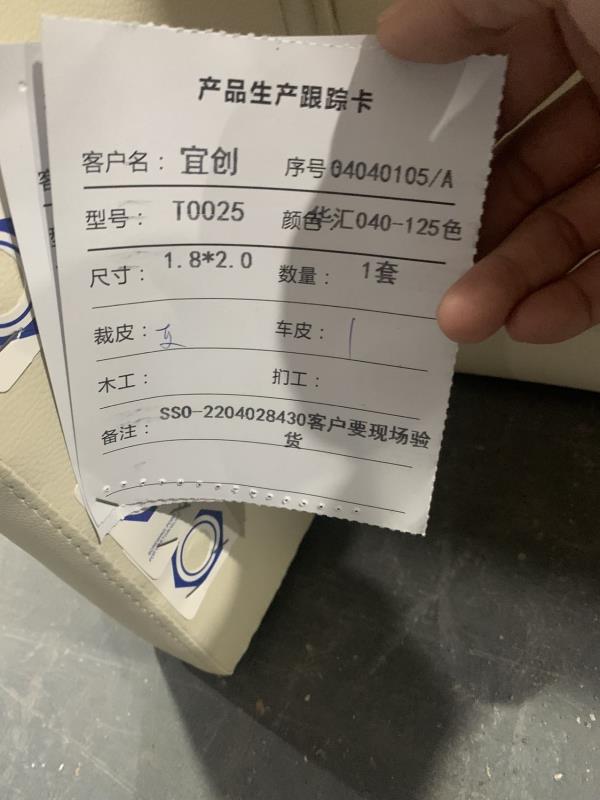 产品生产跟踪卡
客户名：宜创 序号04040105/A
型号：T0025 颜色华汇040-125色
尺寸：1.8*2.0 数量：1套
裁皮： 车皮：
木工： 扪工：
备注：SSO-2204028430客户要现场验
货